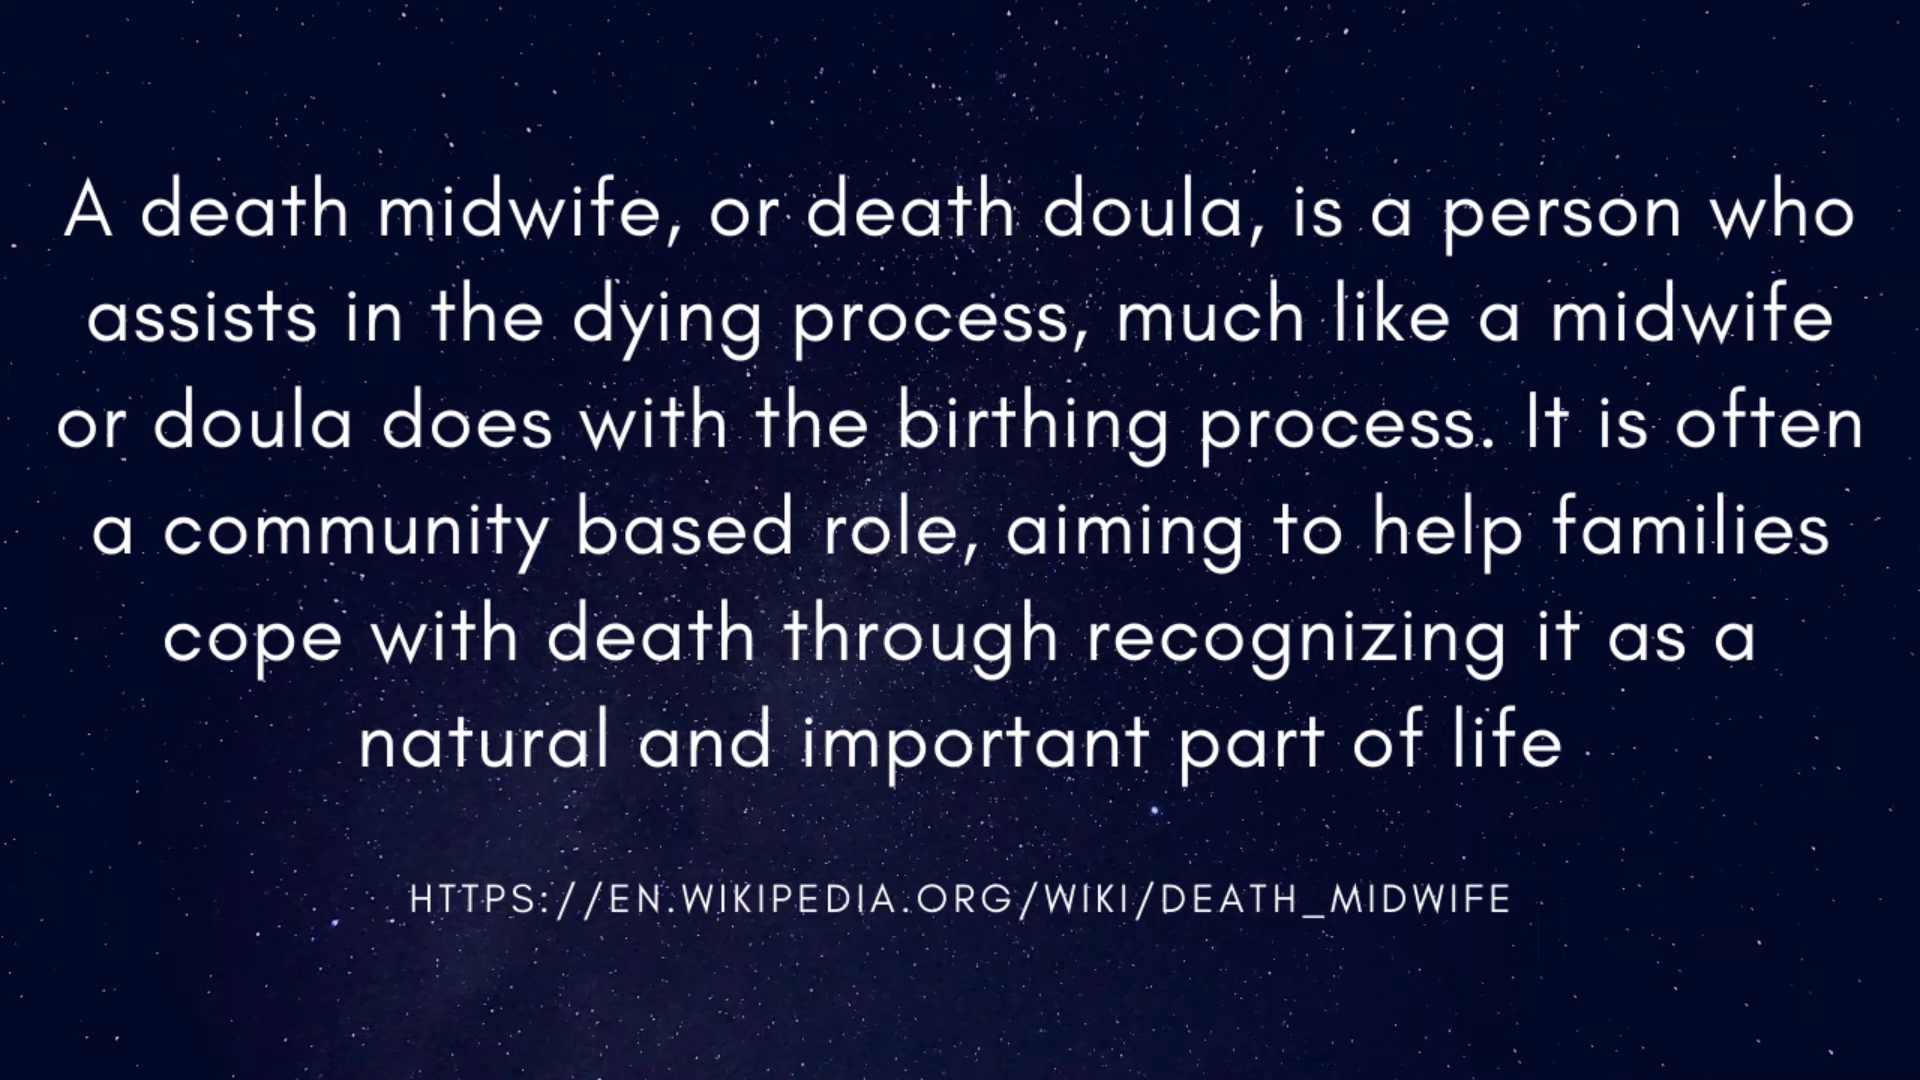 A death midwife, or death doula, is a person who
assists in the dying process, much like a midwife
or doula does with the birthing process. It is often
a community based role, aiming to help families
cope with death through recognizing it as a
natural and important part of life
HTTPS://EN.WIKIPEDIA.ORG/WIKI/DEATH_MIDWIFE